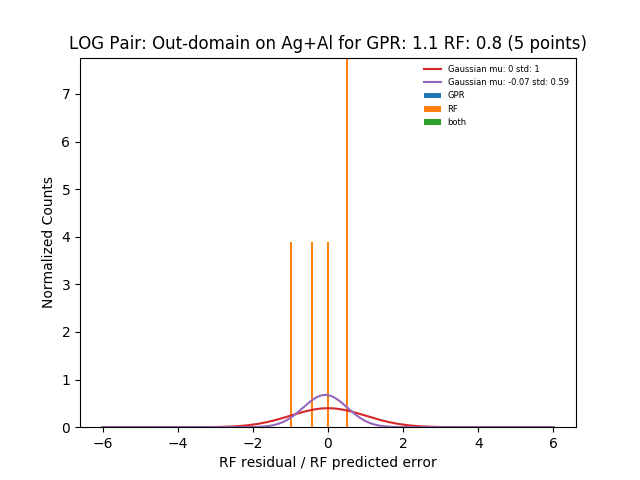 LOG Pair: Out-domain on Ag+Al for GPR: 1.1 RF: 0.8 (5 points)
Gaussian mu: 0 std: 1
Gaussian mu: -0.07 std: 0.59
GPR
RF
both
Normalized Counts
7
6
5
4
3
2
1
0
−6 −4 −2 0 2 4 6
RF residual / RF predicted error